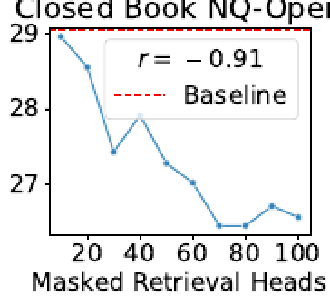 Closed Book NQ-Open
29
r = −0.91
Baseline
28
27
20 40 60 80 100
Masked Retrieval Heads